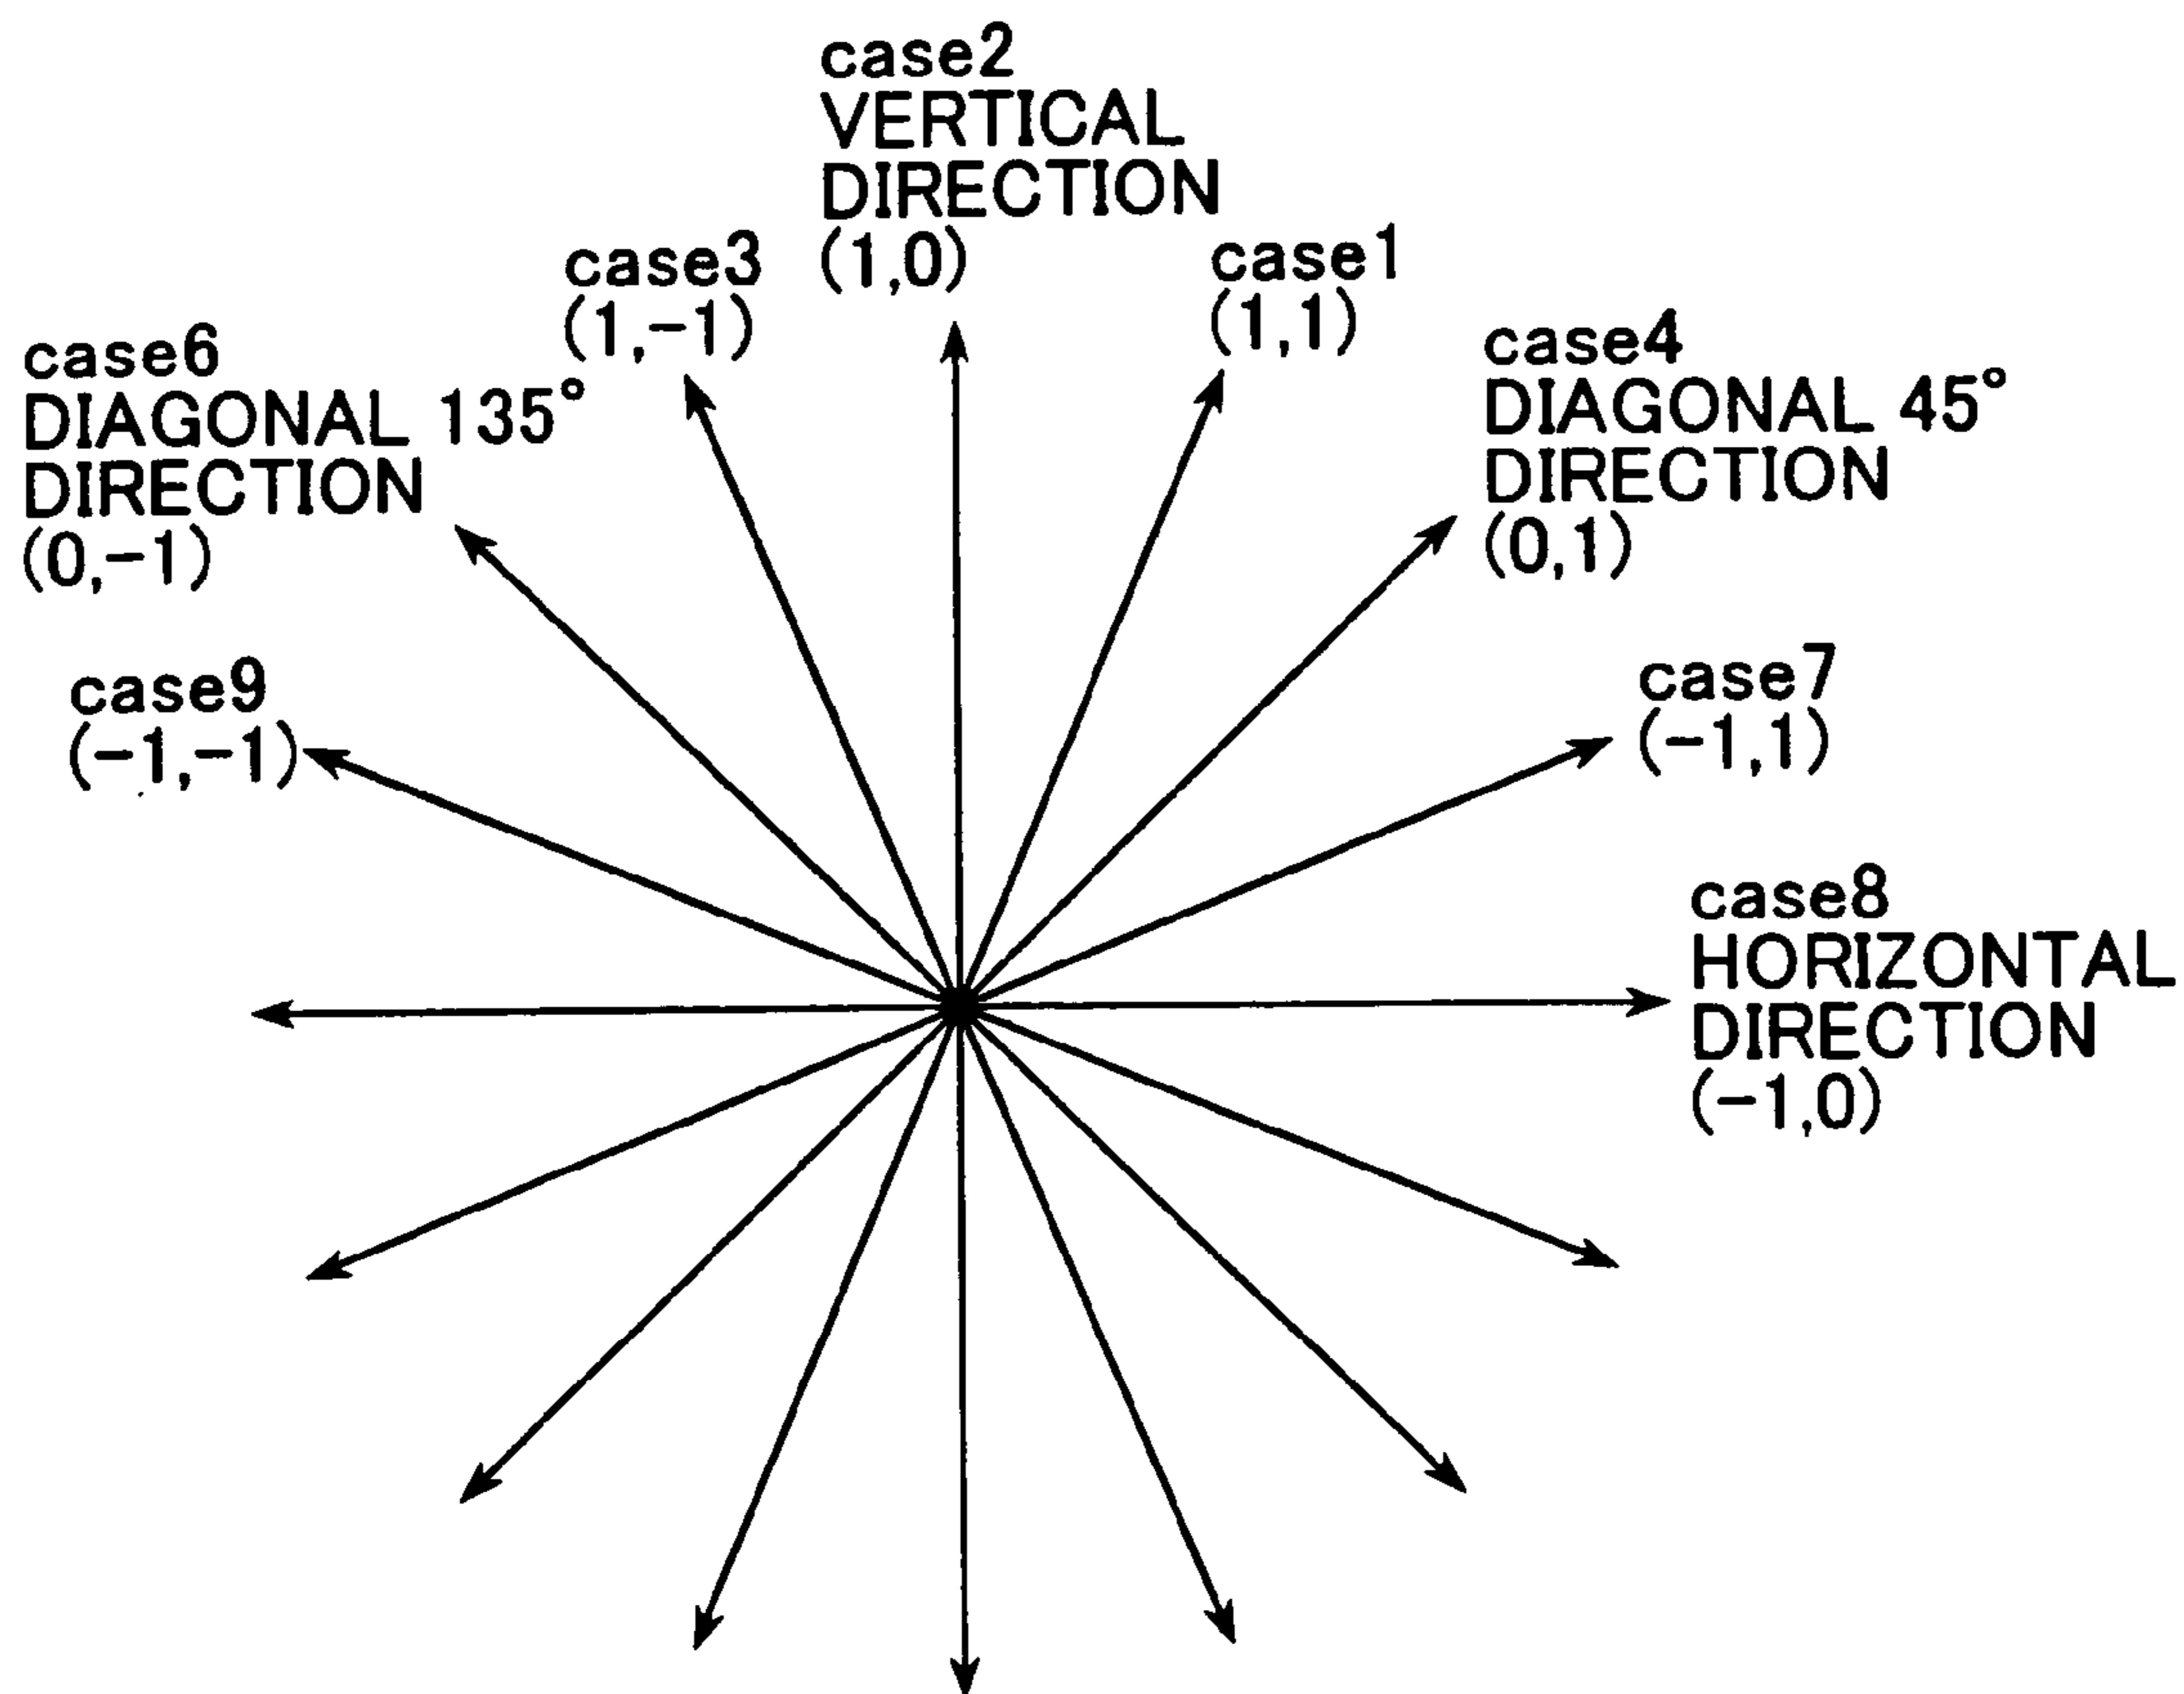 case2
VERTICAL
DIRECTION
(1,0)
case3
(1,-1)
case1
(1,1)
case6
DIAGONAL 135°
DIRECTION
(0,-1)
case4
DIAGONAL 45°
DIRECTION
(0,1)
case9
(-1,-1)
case7
(-1,1)
case8
HORIZONTAL
DIRECTION
(-1,0)